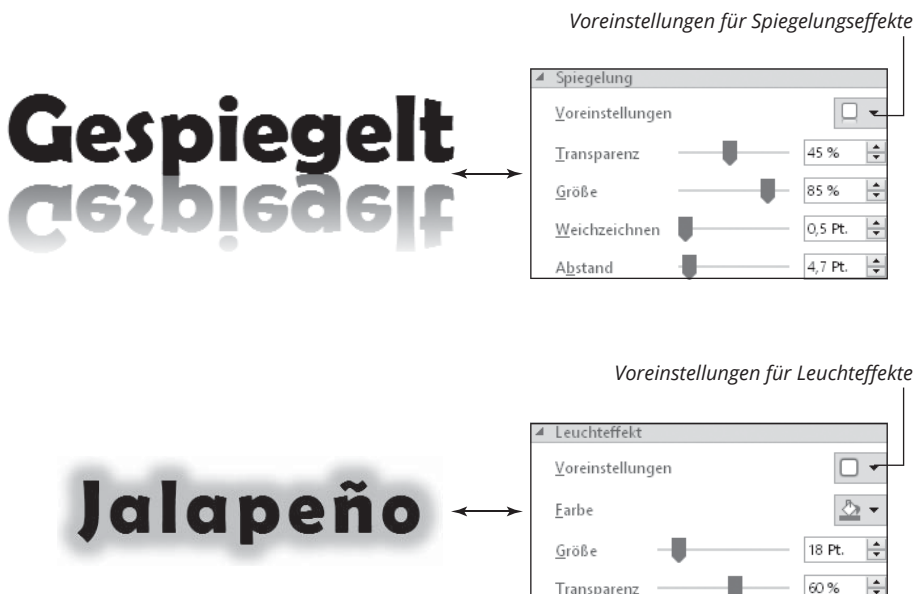 Voreinstellungen für Spiegelungseffekte
Gespiegelt
Spiegelung
Voreinstellungen
Transparenz 45 %
Größe 85 %
Weichzeichnen 0,5 Pt.
Abstand 4,7 Pt.
Voreinstellungen für Leuchteffekte
Jalapeño
Leuchteffekt
Voreinstellungen
Farbe
Größe 18 Pt.
Transparenz 60 %